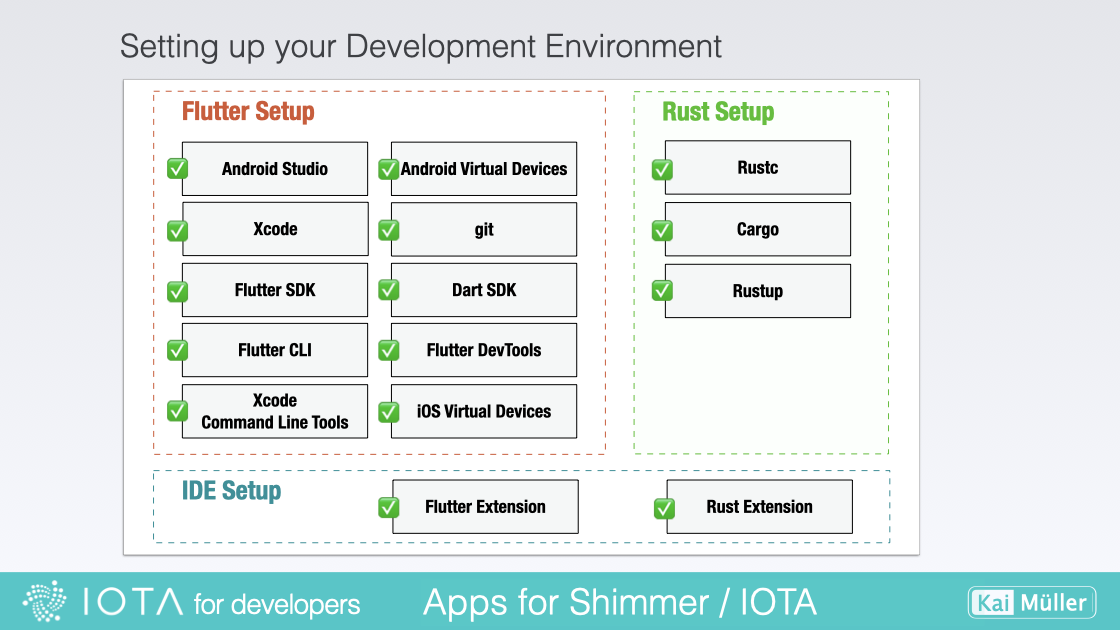 Setting up your Development Environment
Flutter Setup
Android Studio
Android Virtual Devices
Xcode
git
Flutter SDK
Dart SDK
Flutter CLI
Flutter DevTools
Xcode
Command Line Tools
iOS Virtual Devices
Rust Setup
Rustc
Cargo
Rustup
IDE Setup
Flutter Extension
Rust Extension
IOTA for developers
Apps for Shimmer / IOTA
Kai Müller